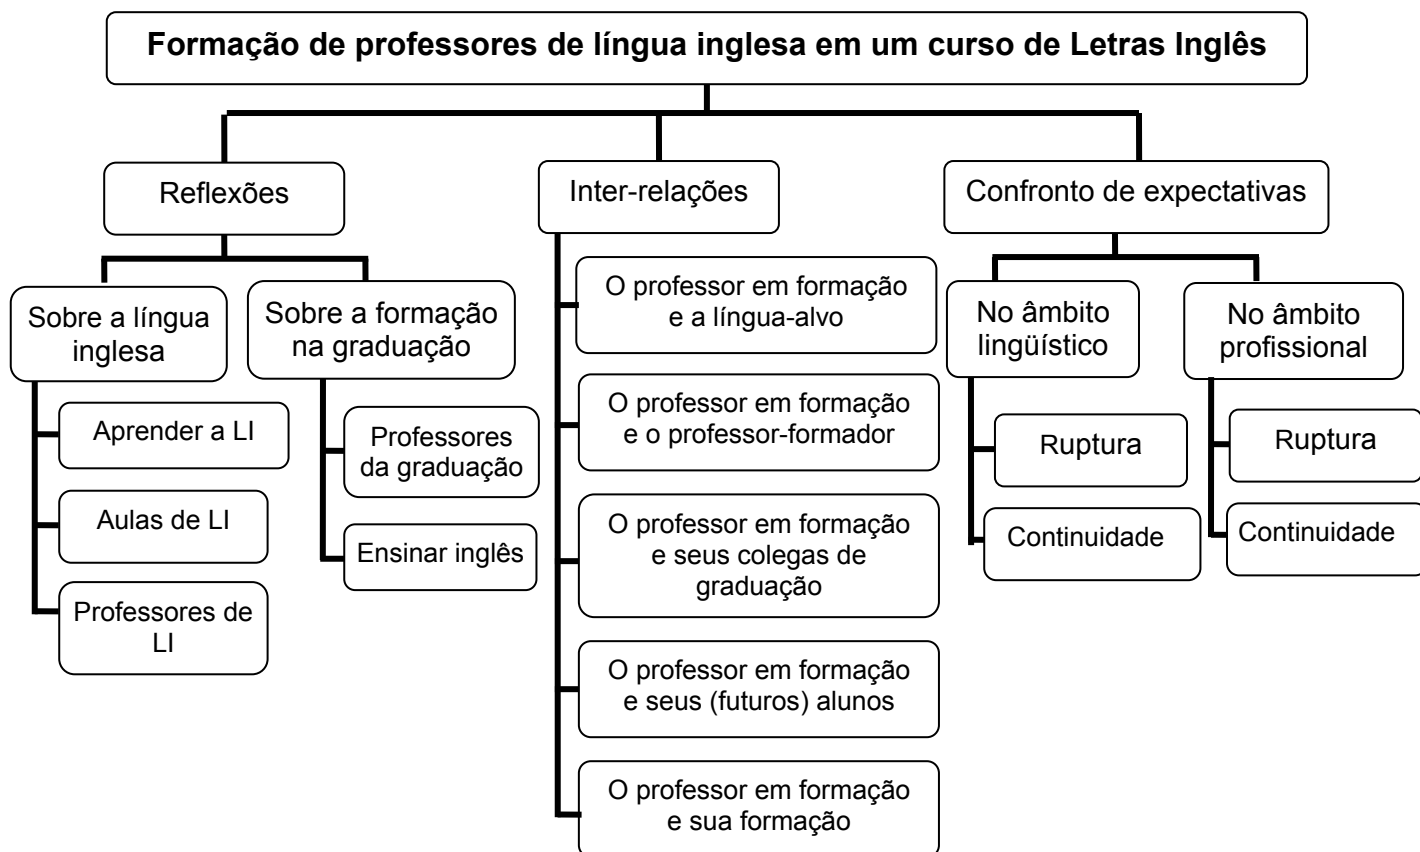 Formação de professores de língua inglesa em um curso de Letras Inglês
Reflexões
Inter-relações
Confronto de expectativas
Sobre a língua
inglesa
Aprender a LI
Aulas de LI
Professores de
LI
Sobre a formação
na graduação
Professores
da graduação
Ensinar inglês
O professor em formação
e a língua-alvo
O professor em formação
e o professor-formador
O professor em formação
e seus colegas de
graduação
O professor em formação
e seus (futuros) alunos
O professor em formação
e sua formação
No âmbito
lingüístico
Ruptura
Continuidade
No âmbito
profissional
Ruptura
Continuidade